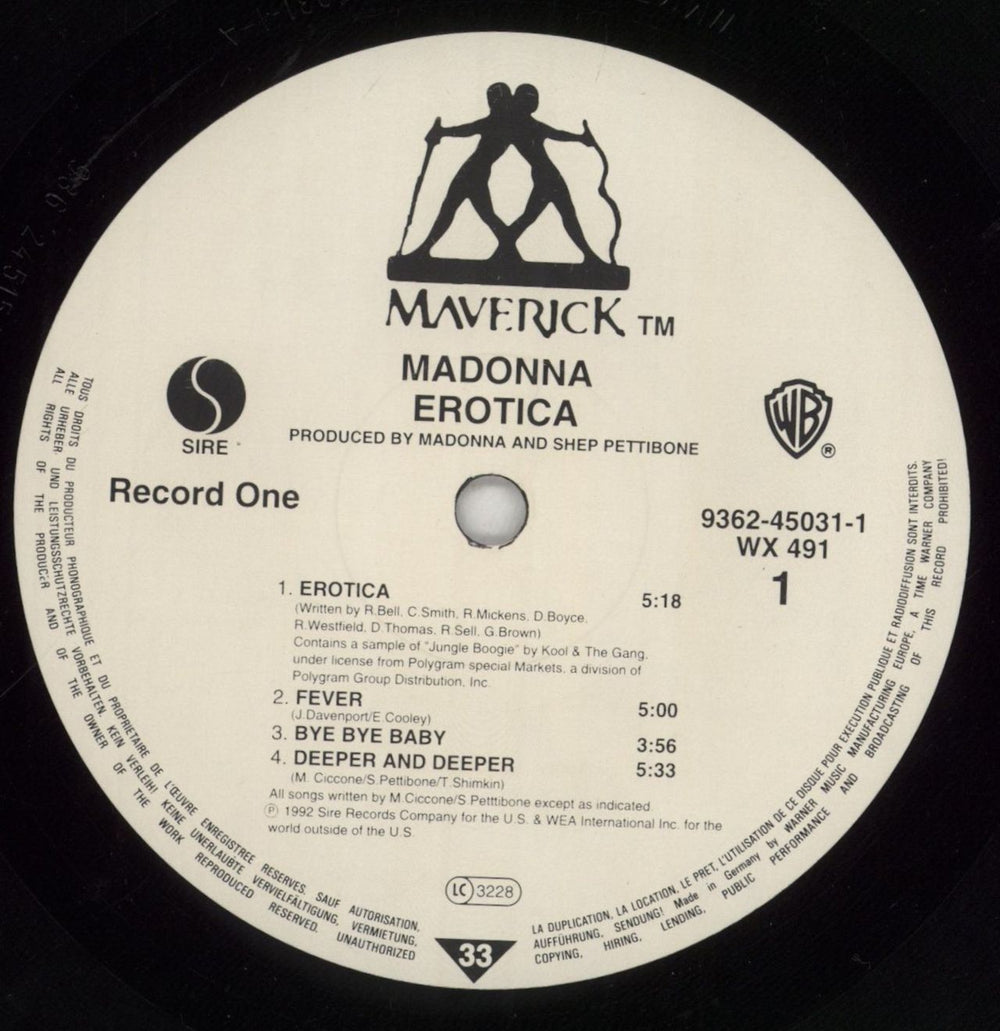 MAVERICK TM
MADONNA
EROTICA
PRODUCED BY MADONNA AND SHEP PETTIBONE
SIRE
WB ®
Record One
9362-45031-1
WX 491
1
1. EROTICA 5:18
(Written by R.Bell, C.Smith, R.Mickens, D.Boyce,
R.Westfield, D.Thomas, R.Sell, G.Brown)
Contains a sample of "Jungle Boogie" by Kool & The Gang,
under license from Polygram special Markets, a division of
Polygram Group Distribution, Inc.
2. FEVER 5:00
(J.Davenport/E.Cooley)
3. BYE BYE BABY 3:56
4. DEEPER AND DEEPER 5:33
(M. Ciccone/S.Pettibone/T.Shimkin)
All songs written by M.Ciccone/S.Petttibone except as indicated.
Ⓟ 1992 Sire Records Company for the U.S. & WEA International Inc. for the
world outside of the U.S.
LC 3228
33
TOUS DROITS DU PRODUCTEUR PHONOGRAPHIQUE ET DU PROPRIETAIRE DE L'ŒUVRE ENREGISTREE RESERVES. SAUF AUTORISATION,
ALLE URHEBER UND LEISTUNGSSCHUTZRECHTE VORBEHALTEN. KEIN VERLEIH! KEINE UNERLAUBTE VERVIELFÄLTIGUNG, VERMIETUNG,
ALL RIGHTS OF THE PRODUCER AND OF THE OWNER OF THE WORK REPRODUCED RESERVED. UNAUTHORIZED
LA DUPLICATION, LA LOCATION, LE PRET, L'UTILISATION DE CE DISQUE POUR EXECUTION PUBLIQUE ET RADIODIFFUSION SONT INTERDITS.
AUFFÜHRUNG, SENDUNG! Made in Germany by WARNER MUSIC MANUFACTURING EUROPE, A TIME WARNER COMPANY
COPYING, HIRING, LENDING, PUBLIC PERFORMANCE AND BROADCASTING OF THIS RECORD PROHIBITED!